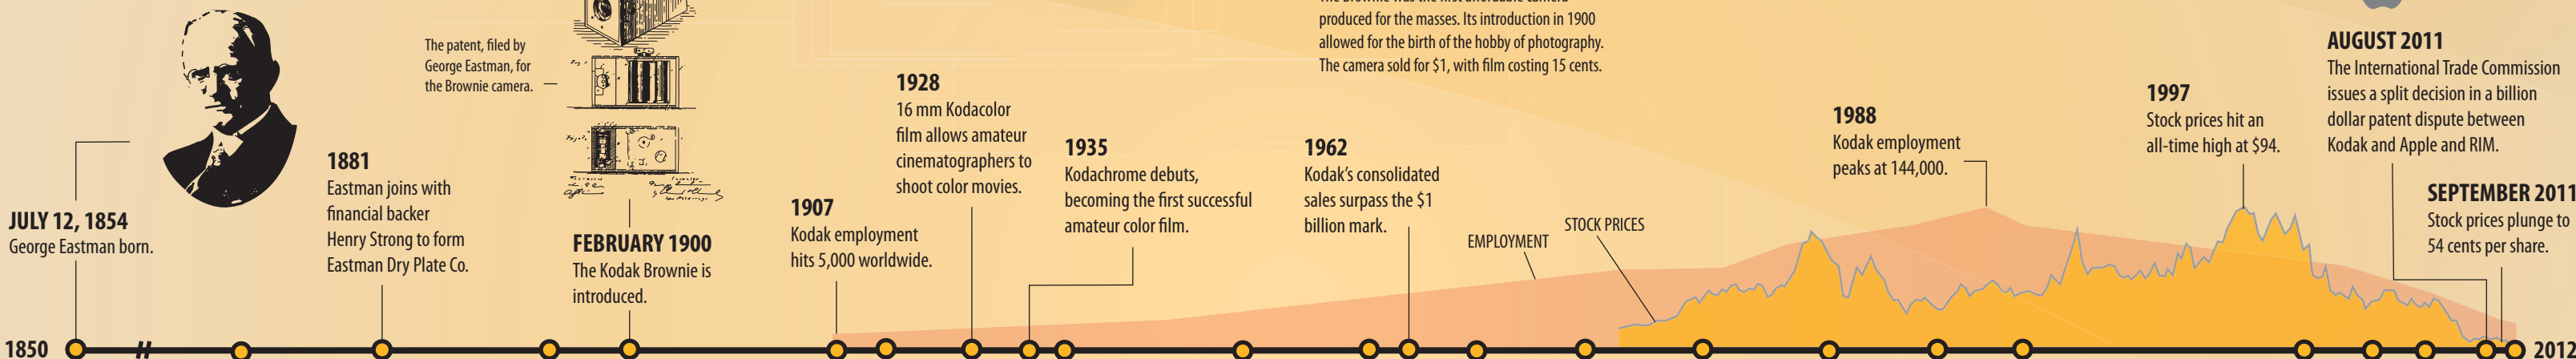 The patent, filed by
George Eastman, for
the Brownie camera.
produced for the masses. Its introduction in 1900
allowed for the birth of the hobby of photography.
The camera sold for $1, with film costing 15 cents.
JULY 12, 1854
George Eastman born.
1881
Eastman joins with
financial backer
Henry Strong to form
Eastman Dry Plate Co.
FEBRUARY 1900
The Kodak Brownie is
introduced.
1907
Kodak employment
hits 5,000 worldwide.
1928
16 mm Kodacolor
film allows amateur
cinematographers to
shoot color movies.
1935
Kodachrome debuts,
becoming the first successful
amateur color film.
1962
Kodak's consolidated
sales surpass the $1
billion mark.
EMPLOYMENT
STOCK PRICES
1988
Kodak employment
peaks at 144,000.
1997
Stock prices hit an
all-time high at $94.
AUGUST 2011
The International Trade Commission
issues a split decision in a billion
dollar patent dispute between
Kodak and Apple and RIM.
SEPTEMBER 2011
Stock prices plunge to
54 cents per share.
1850
2012